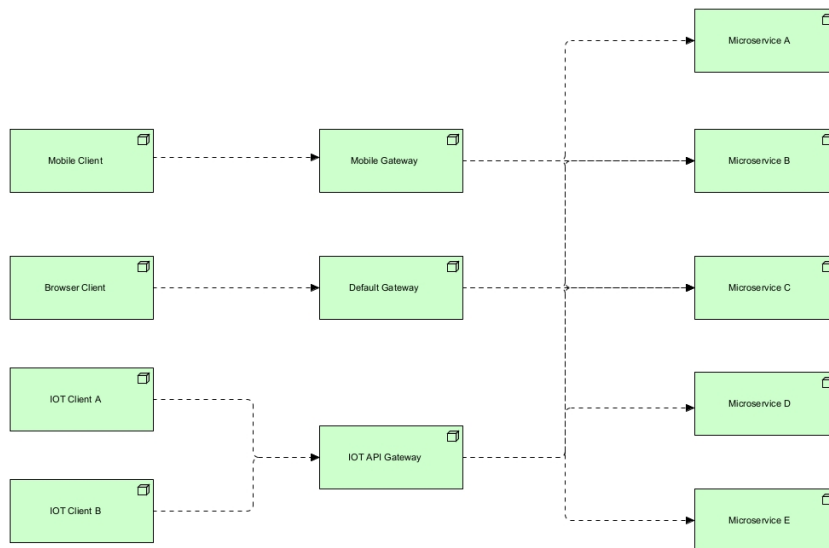 Microservice A
Mobile Client
Mobile Gateway
Microservice B
Browser Client
Default Gateway
Microservice C
IOT Client A
Microservice D
IOT API Gateway
IOT Client B
Microservice E